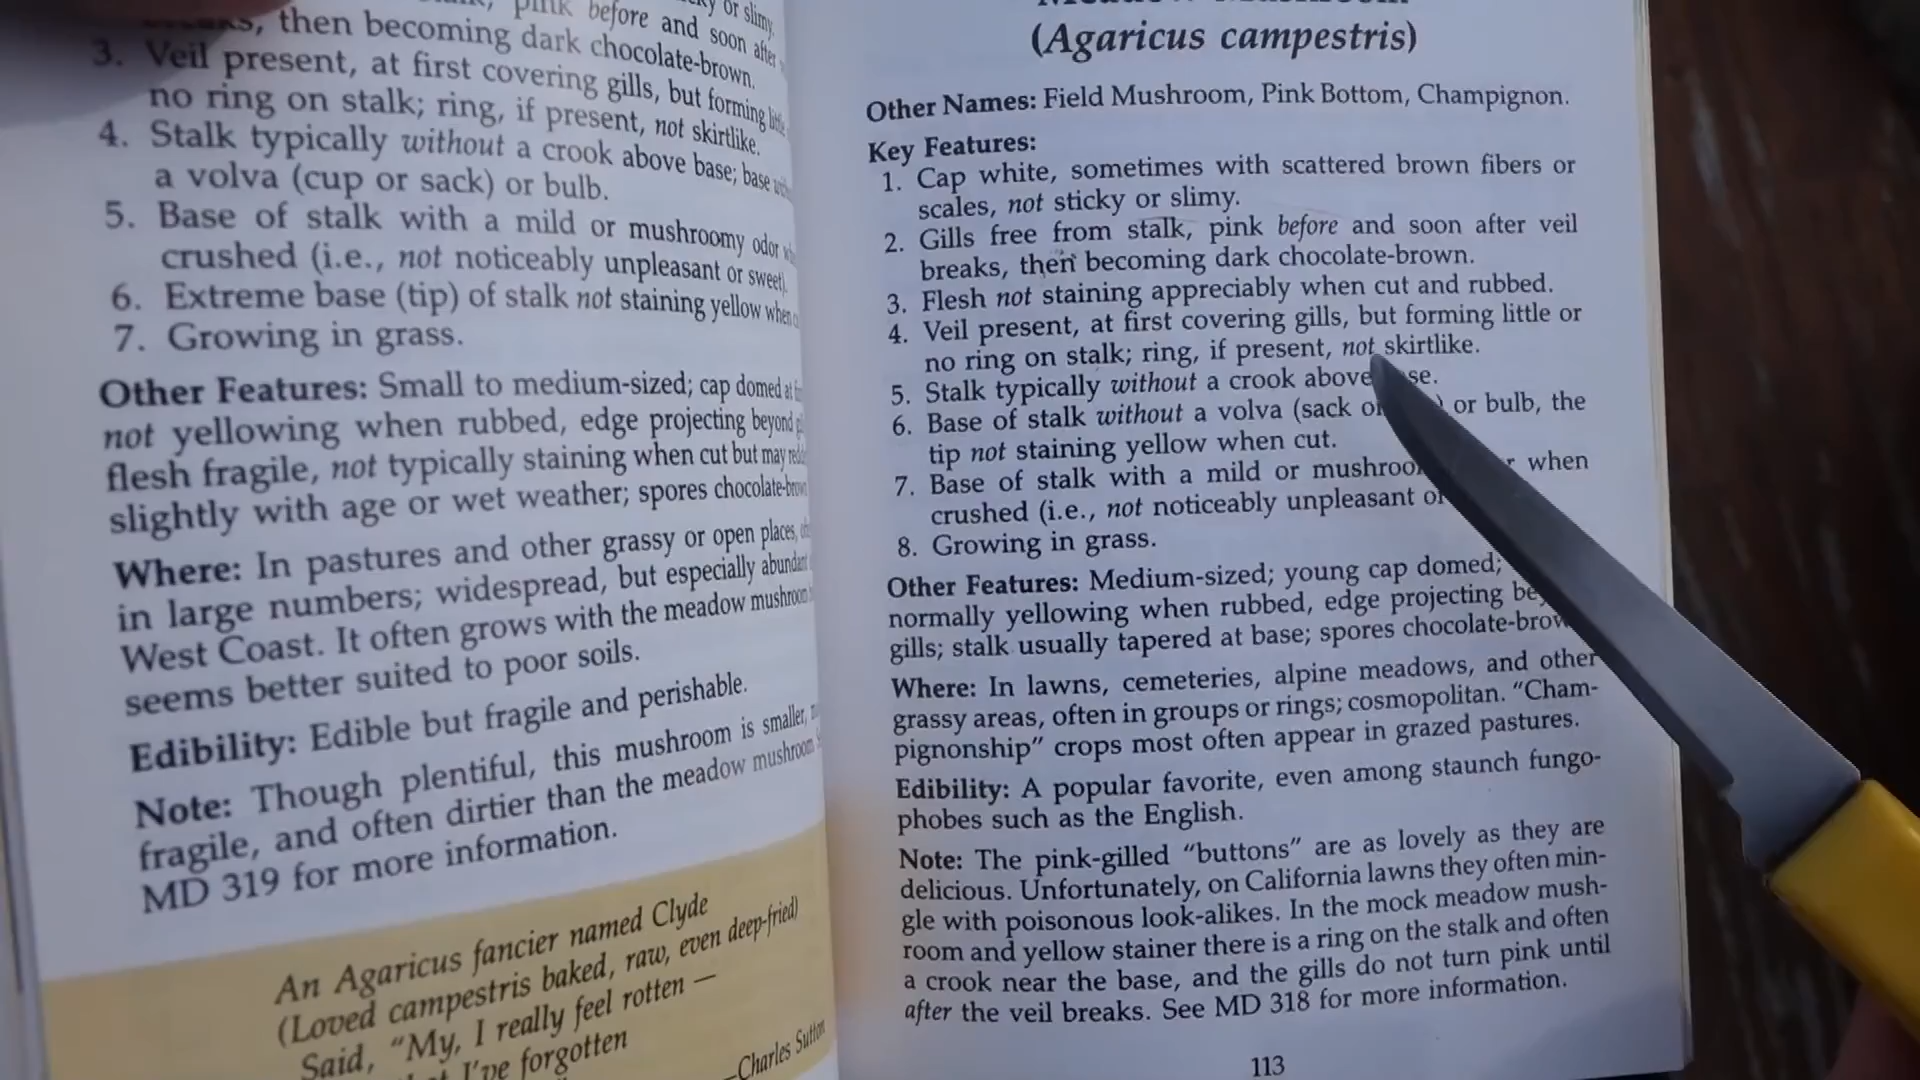 pink before and soon after
then becoming dark chocolate-brown.
3. Veil present, at first covering gills, but forming
no ring on stalk; ring, if present, not skirtlike.
4. Stalk typically without a crook above base; base
a volva (cup or sack) or bulb.
5. Base of stalk with a mild or mushroomy odor
crushed (i.e., not noticeably unpleasant or sweet).
6. Extreme base (tip) of stalk not staining yellow when
7. Growing in grass.
Other Features: Small to medium-sized; cap domed at
not yellowing when rubbed, edge projecting beyond
flesh fragile, not typically staining when cut but may
slightly with age or wet weather; spores chocolate-brown
Where: In pastures and other grassy or open places,
in large numbers; widespread, but especially abundant
West Coast. It often grows with the meadow mushroom
seems better suited to poor soils.
Edibility: Edible but fragile and perishable.
Note: Though plentiful, this mushroom is smaller,
fragile, and often dirtier than the meadow mushroom
MD 319 for more information.
An Agaricus fancier named Clyde
(Loved campestris baked, raw, even deep-fried)
Said, "My, I really feel rotten —
I've forgotten
—Charles Sutton
(Agaricus campestris)
Other Names: Field Mushroom, Pink Bottom, Champignon.
Key Features:
1. Cap white, sometimes with scattered brown fibers or
scales, not sticky or slimy.
2. Gills free from stalk, pink before and soon after veil
breaks, then becoming dark chocolate-brown.
3. Flesh not staining appreciably when cut and rubbed.
4. Veil present, at first covering gills, but forming little or
no ring on stalk; ring, if present, not skirtlike.
5. Stalk typically without a crook above
6. Base of stalk without a volva (sack or bulb, the
tip not staining yellow when cut.
7. Base of stalk with a mild or when
crushed (i.e., not noticeably unpleasant
8. Growing in grass.
Other Features: Medium-sized; young cap domed;
normally yellowing when rubbed, edge projecting
gills; stalk usually tapered at base; spores chocolate-brown
Where: In lawns, cemeteries, alpine meadows, and other
grassy areas, often in groups or rings; cosmopolitan. "Cham-
pignonship" crops most often appear in grazed pastures.
Edibility: A popular favorite, even among staunch fungo-
phobes such as the English.
Note: The pink-gilled "buttons" are as lovely as they are
delicious. Unfortunately, on California lawns they often min-
gle with poisonous look-alikes. In the mock meadow mush-
room and yellow stainer there is a ring on the stalk and often
a crook near the base, and the gills do not turn pink until
after the veil breaks. See MD 318 for more information.
113